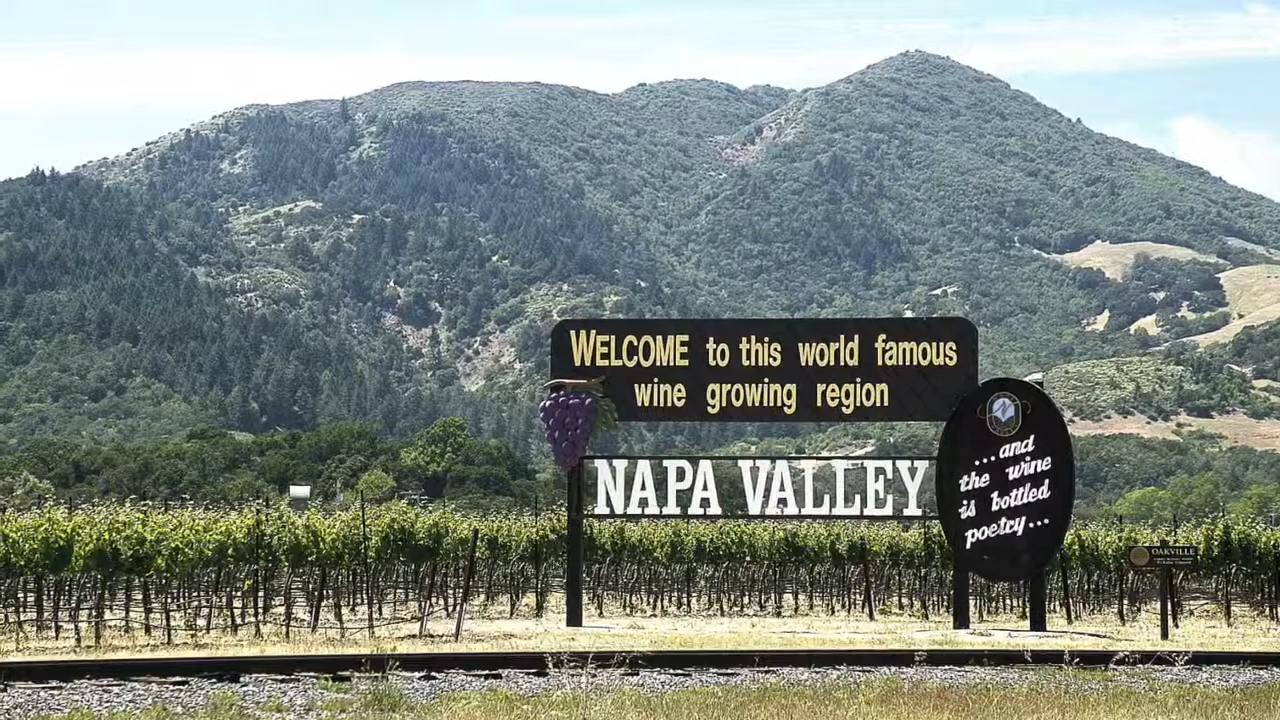 WELCOME to this world famous
wine growing region
NAPA VALLEY
...and
the wine
is bottled
poetry...
OAKVILLE